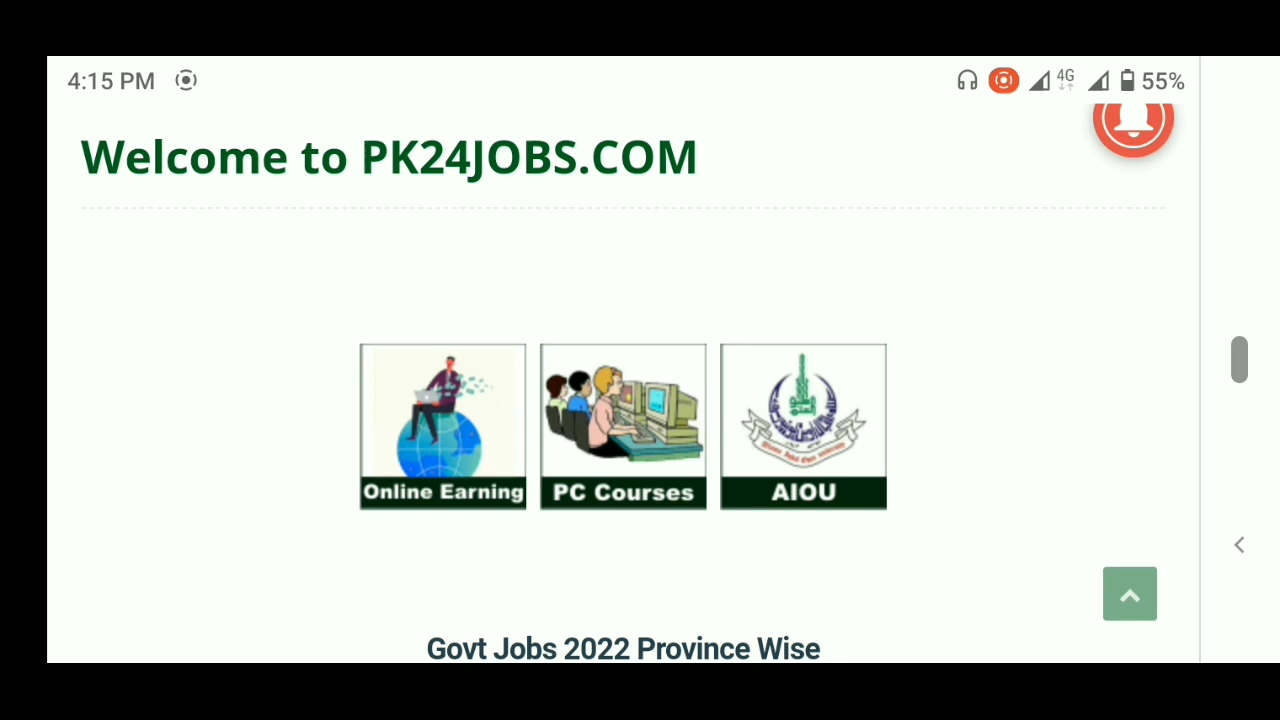 4:15 PM
4G
55%
Welcome to PK24JOBS.COM
Online Earning
PC Courses
AIOU
Govt Jobs 2022 Province Wise